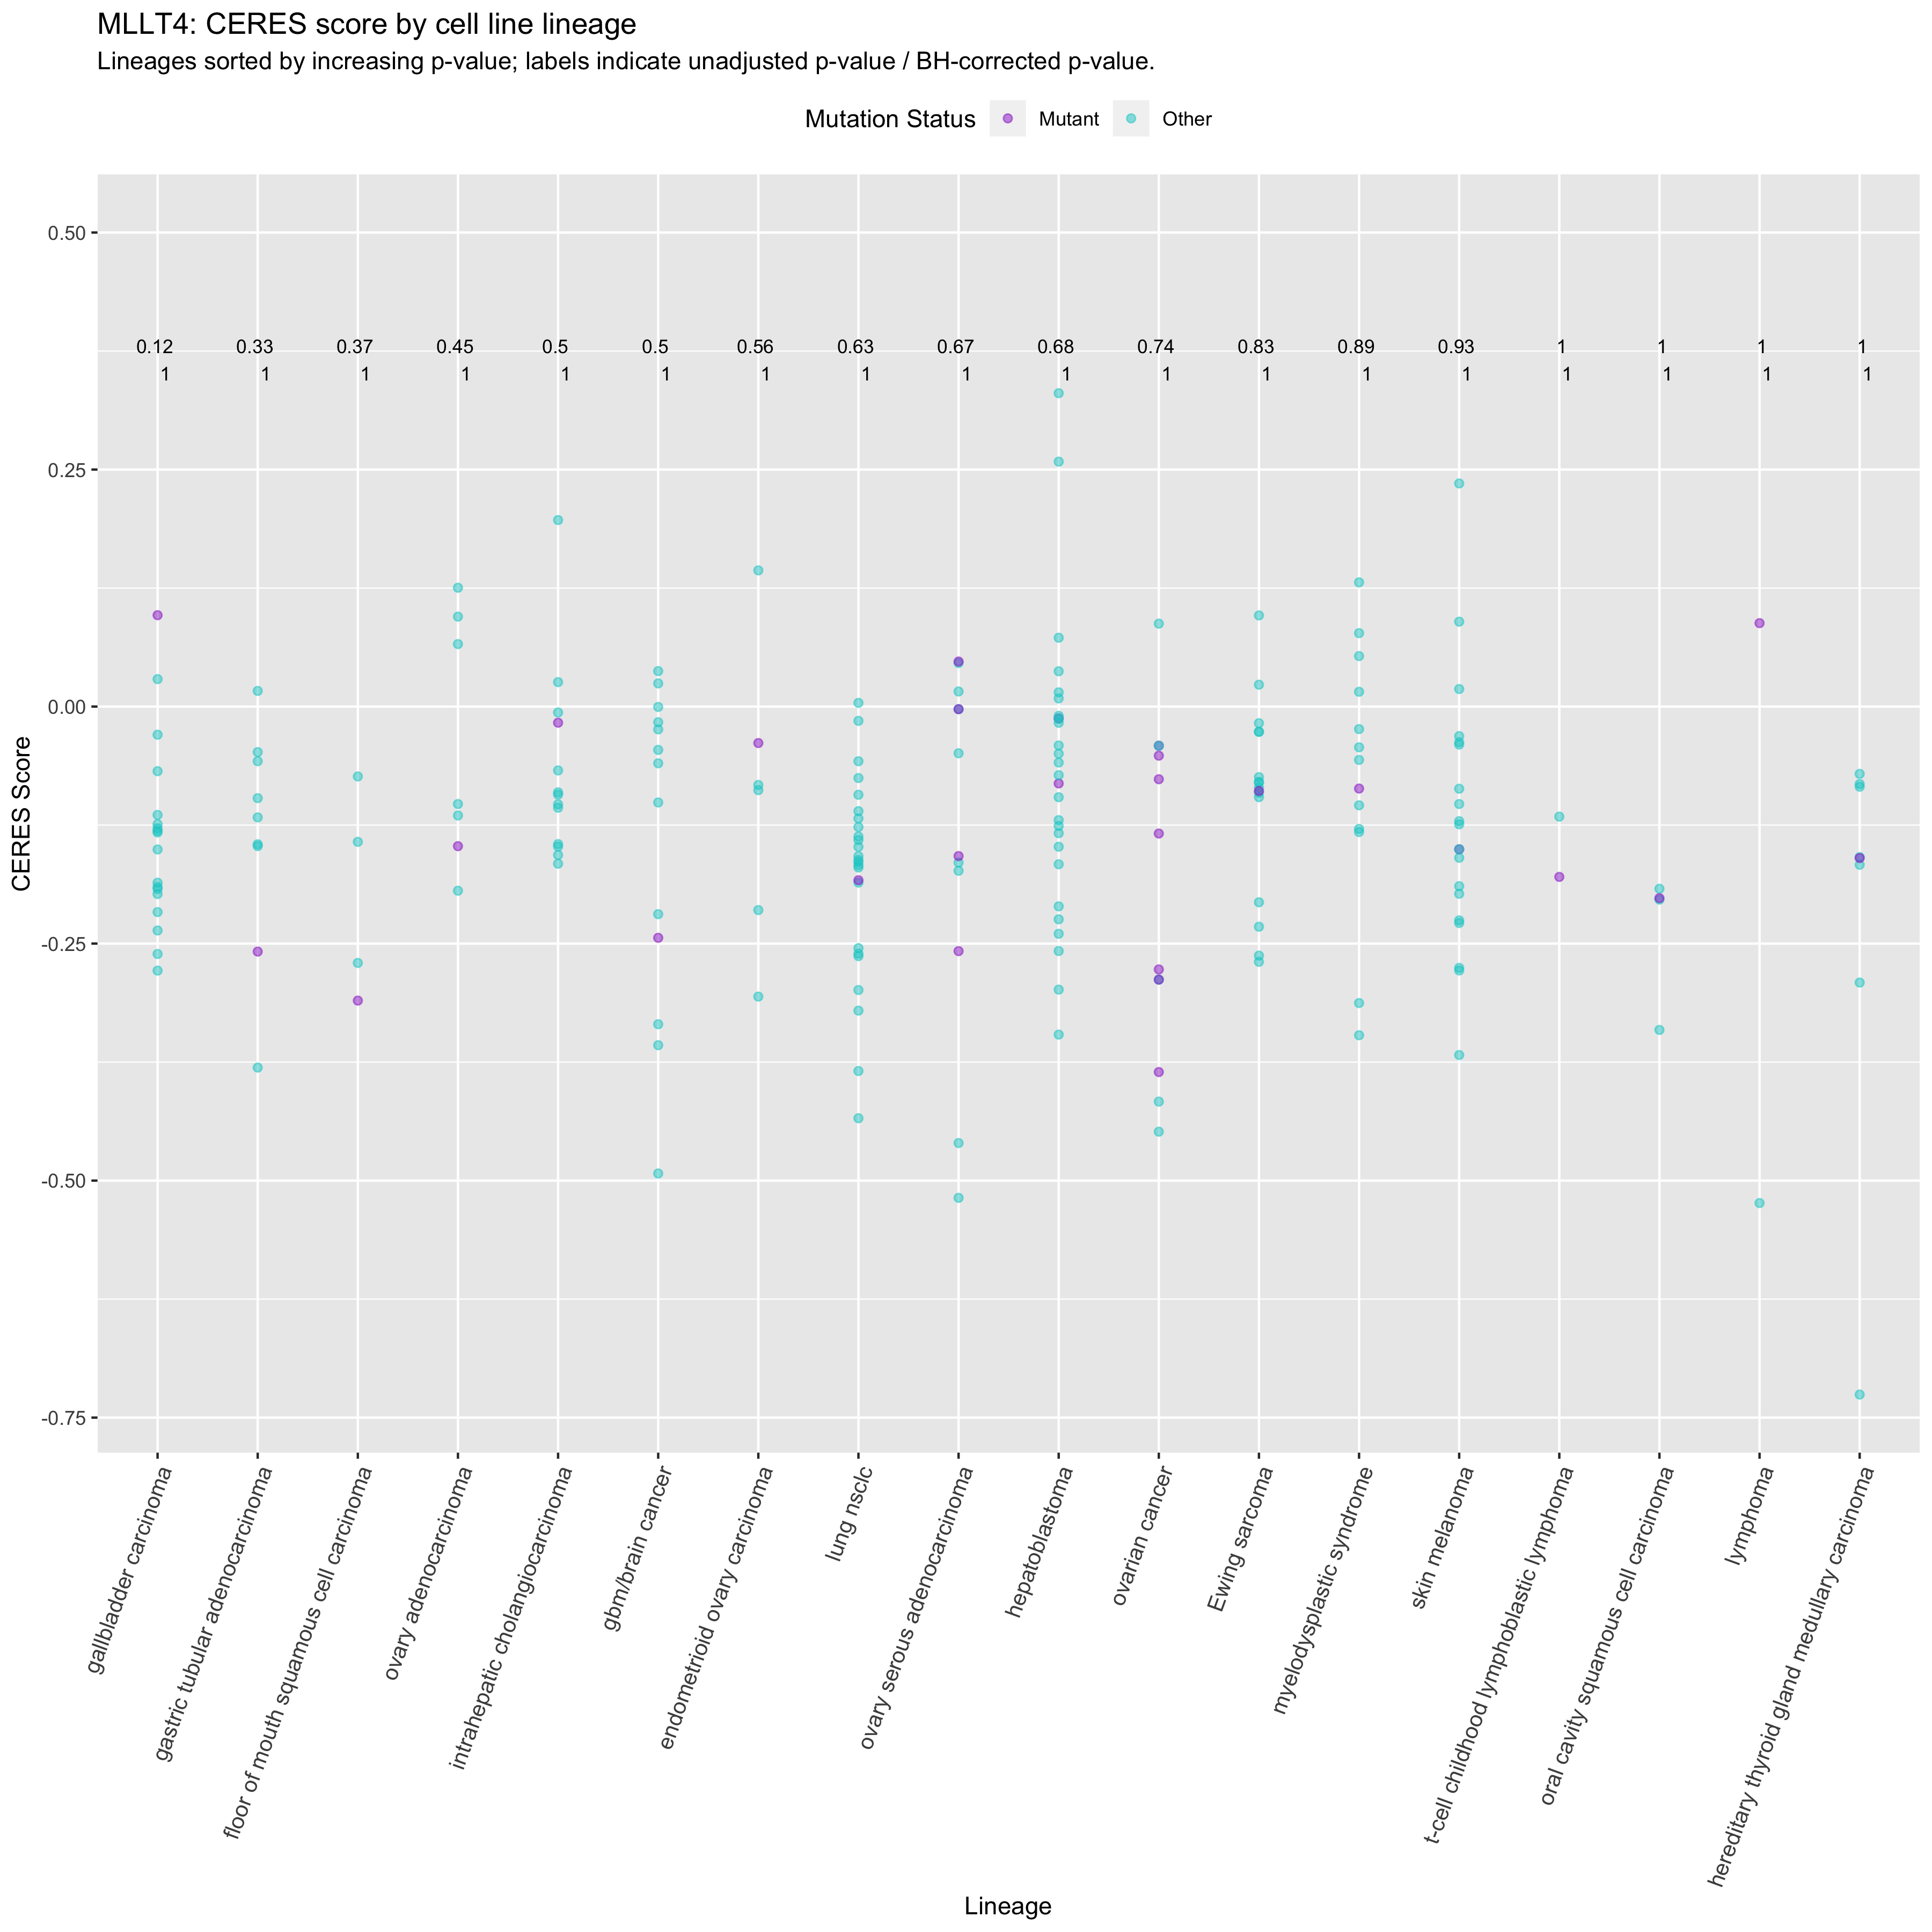 MLLT4: CERES score by cell line lineage
Lineages sorted by increasing p-value; labels indicate unadjusted p-value / BH-corrected p-value.
Mutation Status Mutant Other
0.50
0.12 0.33 0.37 0.45 0.5 0.5 0.56 0.63 0.67 0.68 0.74 0.83 0.89 0.93 1 1 1 1
1 1 1 1 1 1 1 1 1 1 1 1 1 1 1 1 1 1
0.25
0.00
-0.25
-0.50
-0.75
CERES Score
gallbladder carcinoma
gastric tubular adenocarcinoma
floor of mouth squamous cell carcinoma
ovary adenocarcinoma
intrahepatic cholangiocarcinoma
gbm/brain cancer
endometrioid ovary carcinoma
lung nsclc
ovary serous adenocarcinoma
hepatoblastoma
ovarian cancer
Ewing sarcoma
myelodysplastic syndrome
skin melanoma
t-cell childhood lymphoblastic lymphoma
oral cavity squamous cell carcinoma
lymphoma
hereditary thyroid gland medullary carcinoma
Lineage